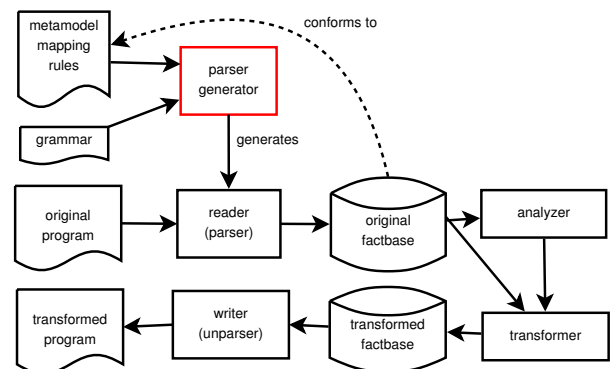 metamodel
mapping
rules
conforms to
parser
generator
grammar
generates
original
program
reader
(parser)
original
factbase
analyzer
transformed
program
writer
(unparser)
transformed
factbase
transformer